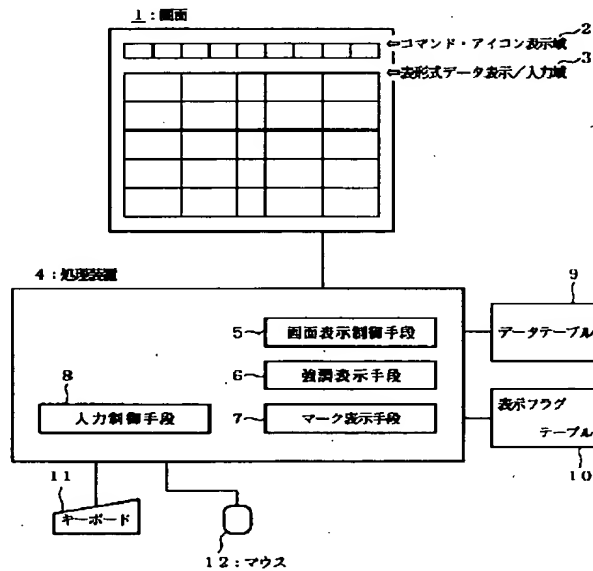 1:画面
⇦コマンド・アイコン表示域
2
⇦表形式データ表示/入力域
3
4:処理装置
5
画面表示制御手段
6
強調表示手段
7
マーク表示手段
8
入力制御手段
9
データテーブル
表示フラグ
テーブル
10
11
キーボード
12:マウス